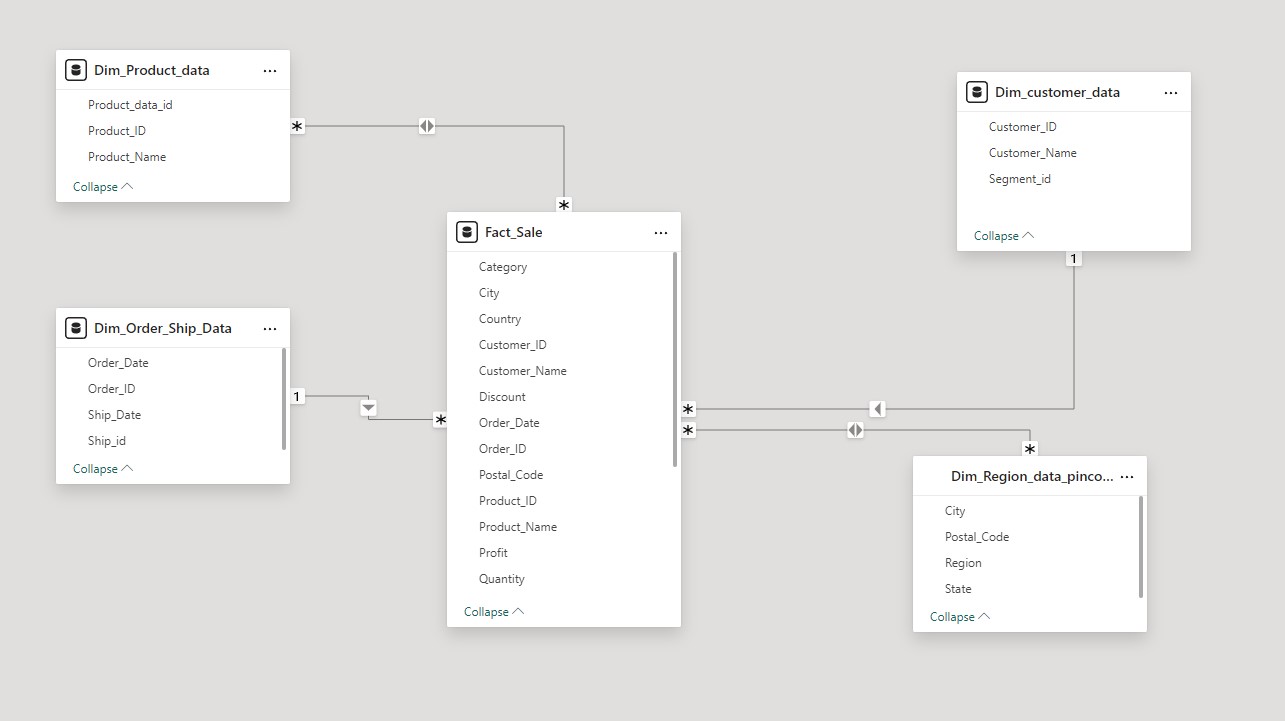 Dim_Product_data ...
Product_data_id
Product_ID
Product_Name
Collapse
*
*
Dim_customer_data ...
Customer_ID
Customer_Name
Segment_id
Collapse
1
Fact_Sale ...
Category
City
Country
Customer_ID
Customer_Name
Discount
Order_Date
Order_ID
Postal_Code
Product_ID
Product_Name
Profit
Quantity
Collapse
Dim_Order_Ship_Data ...
Order_Date
Order_ID
Ship_Date
Ship_id
Collapse
1
*
*
*
*
Dim_Region_data_pinco... ...
City
Postal_Code
Region
State
Collapse